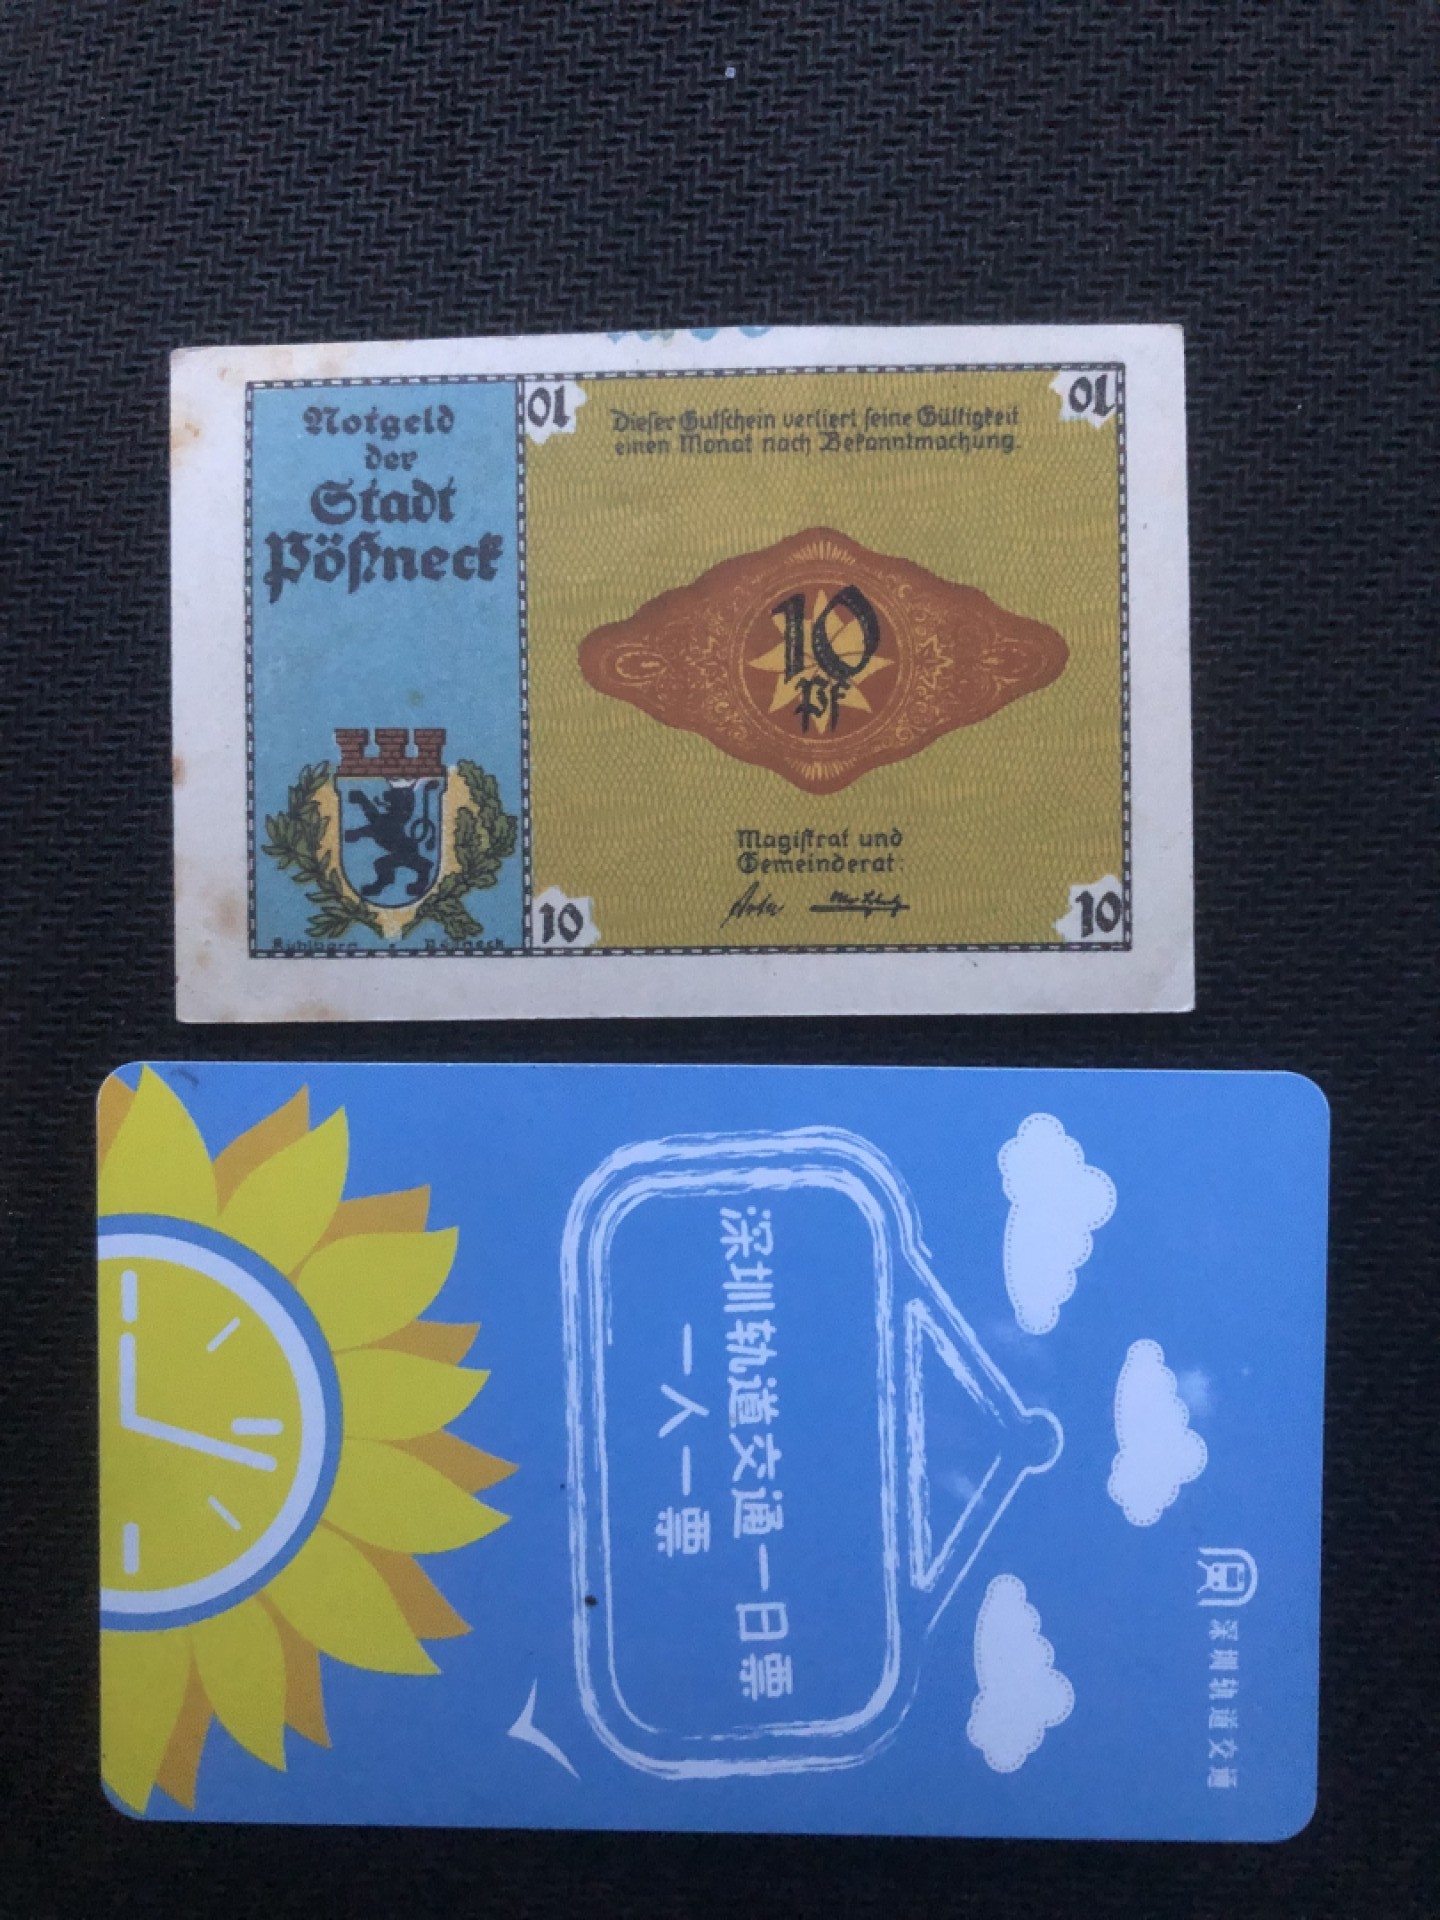 Notgeld
der
Stadt
Pößneck
10
Dieser Gutschein verliert seine Gültigkeit
einen Monat nach Bekanntmachung.
10
10
Pf
Magistrat und
Gemeinderat:
10
10
深圳轨道交通一日票
一人一票
深圳轨道交通